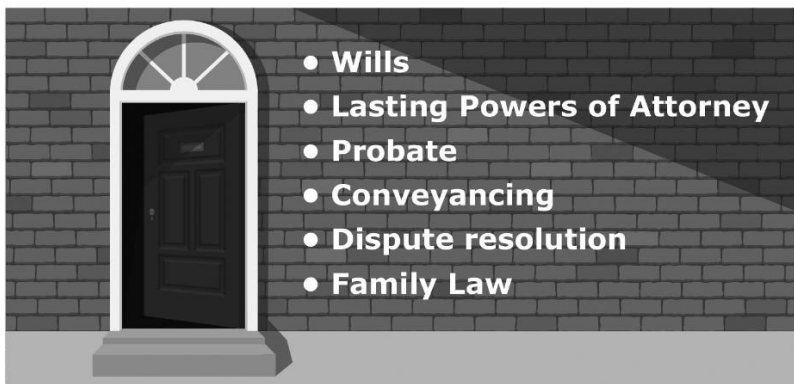 • Wills
• Lasting Powers of Attorney
• Probate
• Conveyancing
• Dispute resolution
• Family Law